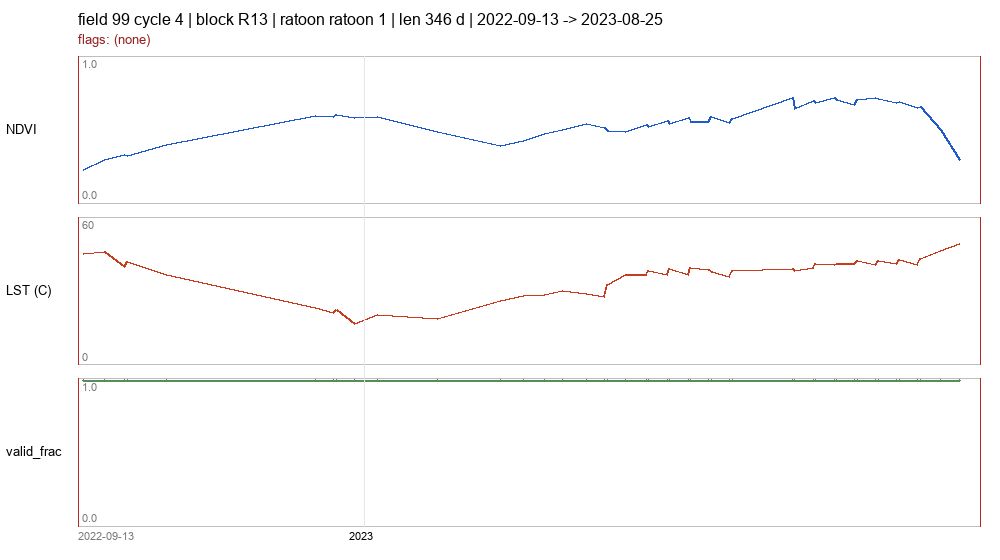 field 99 cycle 4 | block R13 | ratoon ratoon 1 | len 346 d | 2022-09-13 -> 2023-08-25
flags: (none)
1.0
NDVI
0.0
60
LST (C)
0
1.0
valid_frac
0.0
2022-09-13
2023